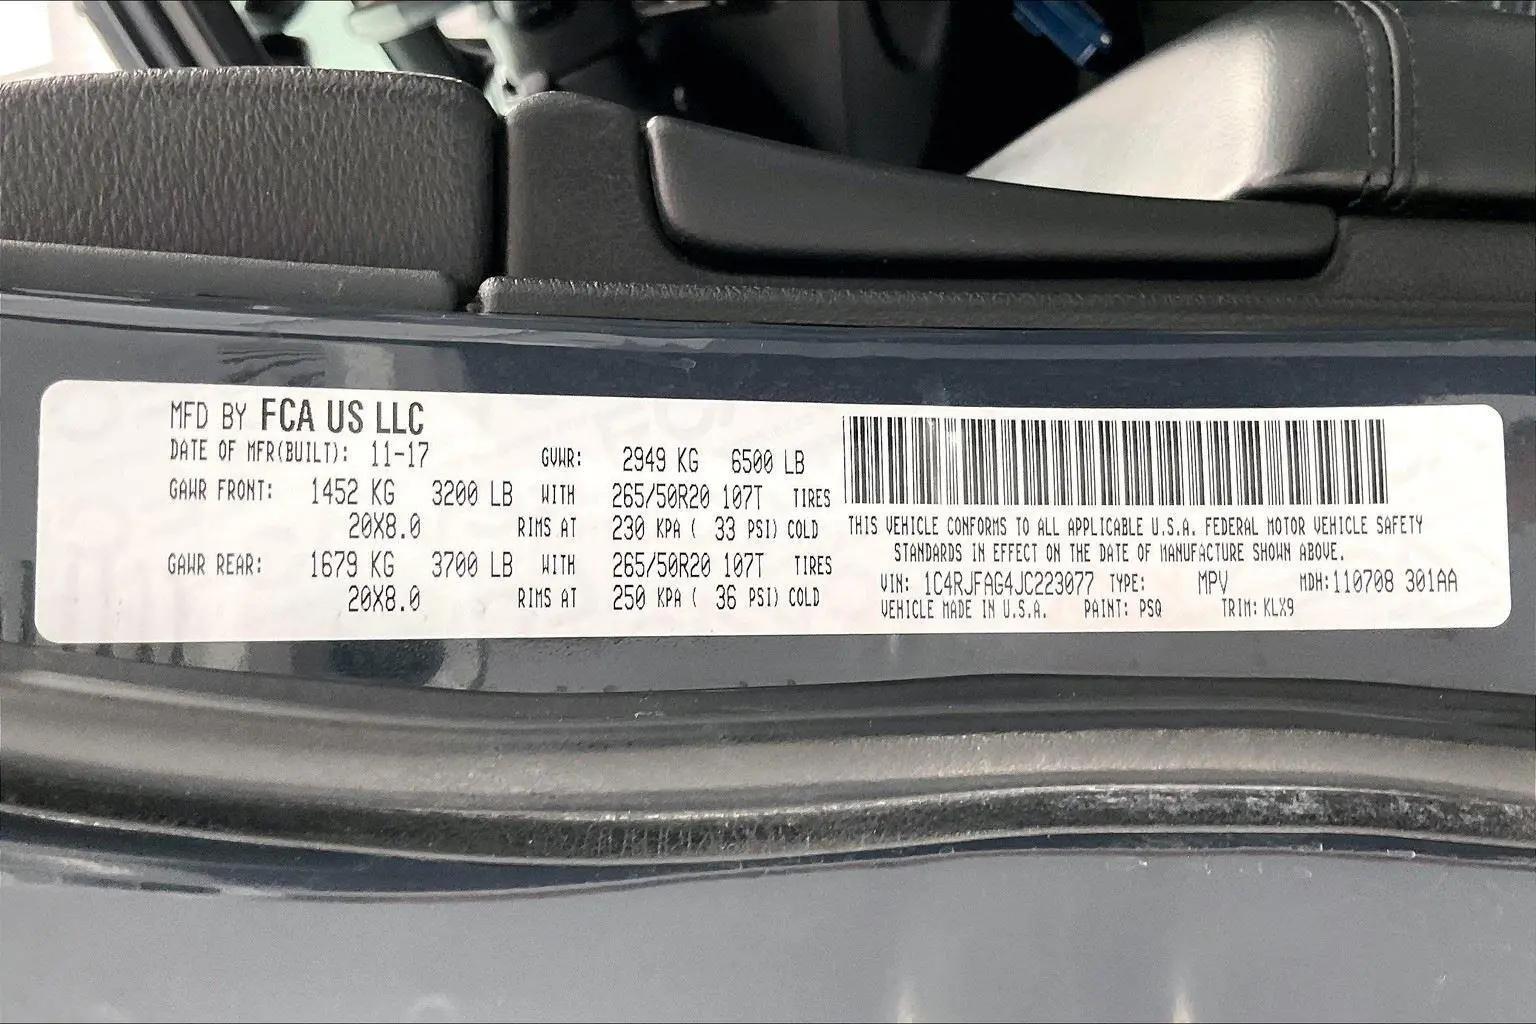 MFD BY FCA US LLC
DATE OF MFR(BUILT): 11-17 GVWR: 2949 KG 6500 LB
GAWR FRONT: 1452 KG 3200 LB WITH 265/50R20 107T TIRES
20X8.0 RIMS AT 230 KPA ( 33 PSI) COLD
GAWR REAR: 1679 KG 3700 LB WITH 265/50R20 107T TIRES
20X8.0 RIMS AT 250 KPA ( 36 PSI) COLD
THIS VEHICLE CONFORMS TO ALL APPLICABLE U.S.A. FEDERAL MOTOR VEHICLE SAFETY
STANDARDS IN EFFECT ON THE DATE OF MANUFACTURE SHOWN ABOVE.
VIN: 1C4RJFAG4JC223077 TYPE: MPV MDH:110708 301AA
VEHICLE MADE IN U.S.A. PAINT: PSQ TRIM: KLX9